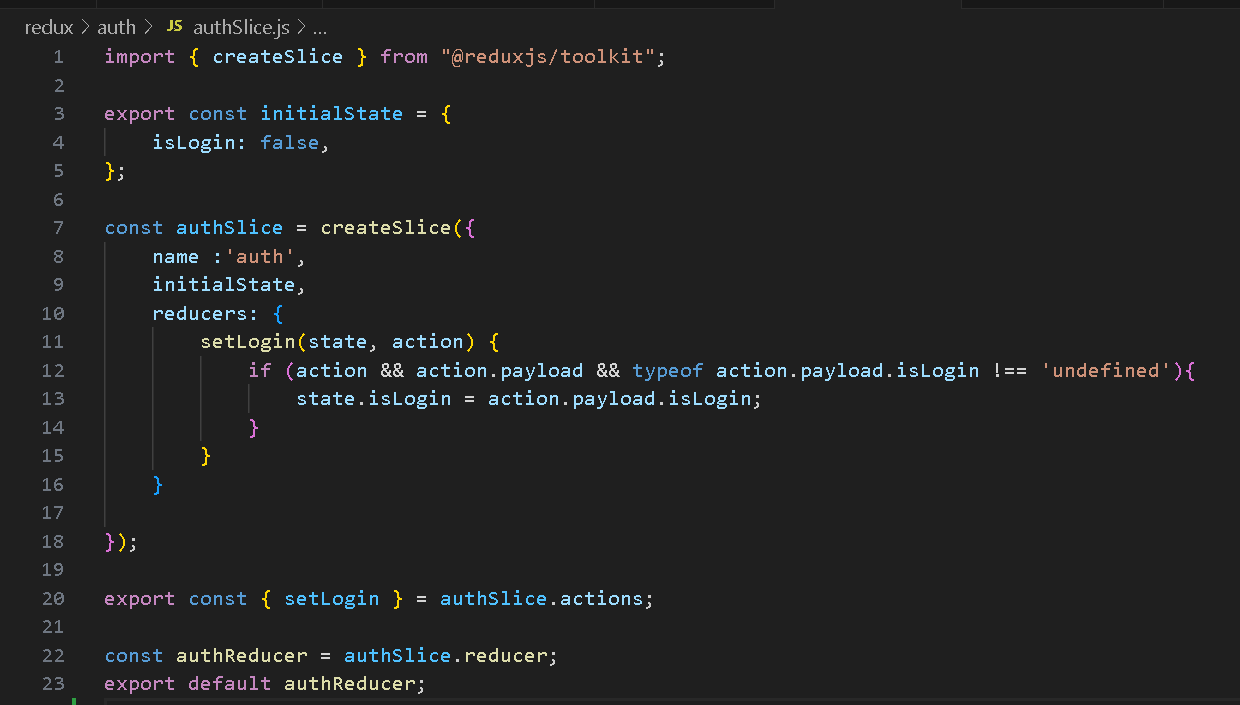 redux > auth > JS authSlice.js > ...
1 import { createSlice } from "@reduxjs/toolkit";
2
3 export const initialState = {
4     isLogin: false,
5 };
6
7 const authSlice = createSlice({
8     name :'auth',
9     initialState,
10     reducers: {
11         setLogin(state, action) {
12             if (action && action.payload && typeof action.payload.isLogin !== 'undefined'){
13                 state.isLogin = action.payload.isLogin;
14             }
15         }
16     }
17
18 });
19
20 export const { setLogin } = authSlice.actions;
21
22 const authReducer = authSlice.reducer;
23 export default authReducer;